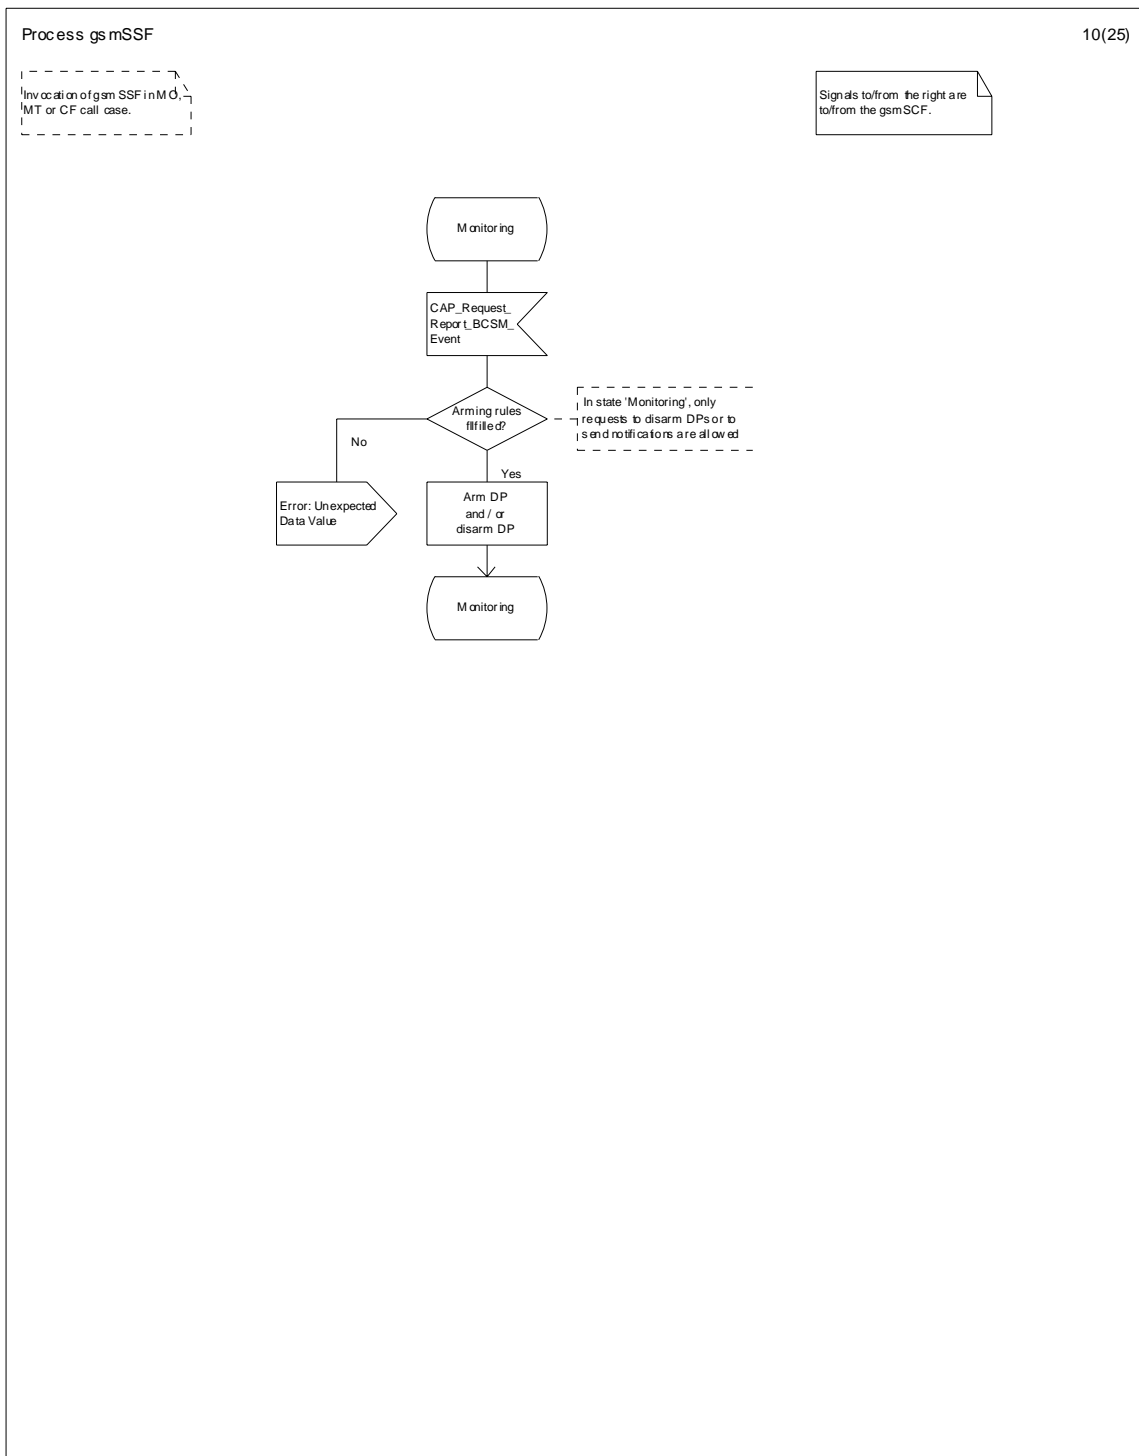 Process gsmSSF
10(25)
Invocation of gsmSSF in MO,
MT or CF call case.
Signals to/from the right are
to/from the gsmSCF.
Monitoring
CAP_Request_
Report_BCSM_
Event
Arming rules
flfilled?
In state 'Monitoring', only
requests to disarm DPs or to
send notifications are allowed
No
Yes
Error: Unexpected
Data Value
Arm DP
and / or
disarm DP
Monitoring